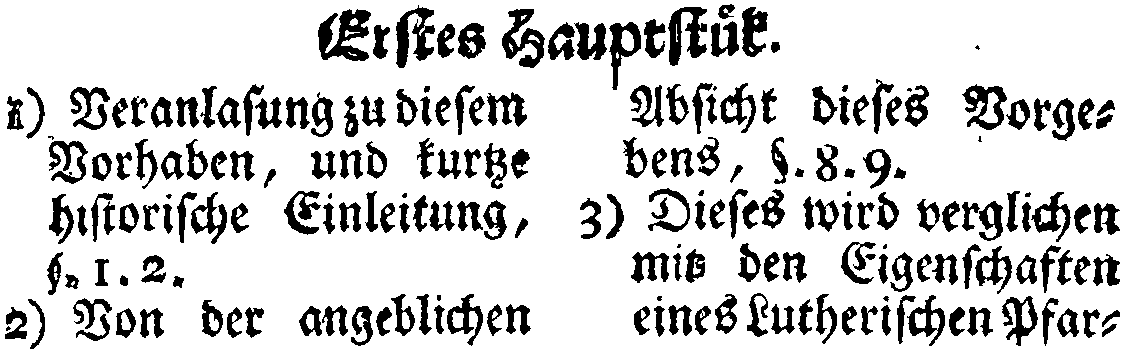 Erſtes Hauptſtük.
1) Veranlaſung zu dieſem
Vorhaben, und kurtze
hiſtoriſche Einleitung,
§. 1. 2.
2) Von der angeblichen
Abſicht dieſes Vorge⸗
bens, §. 8. 9.
3) Dieſes wird verglichen
mit den Eigenſchaften
eines Lutheriſchen Pfar⸗